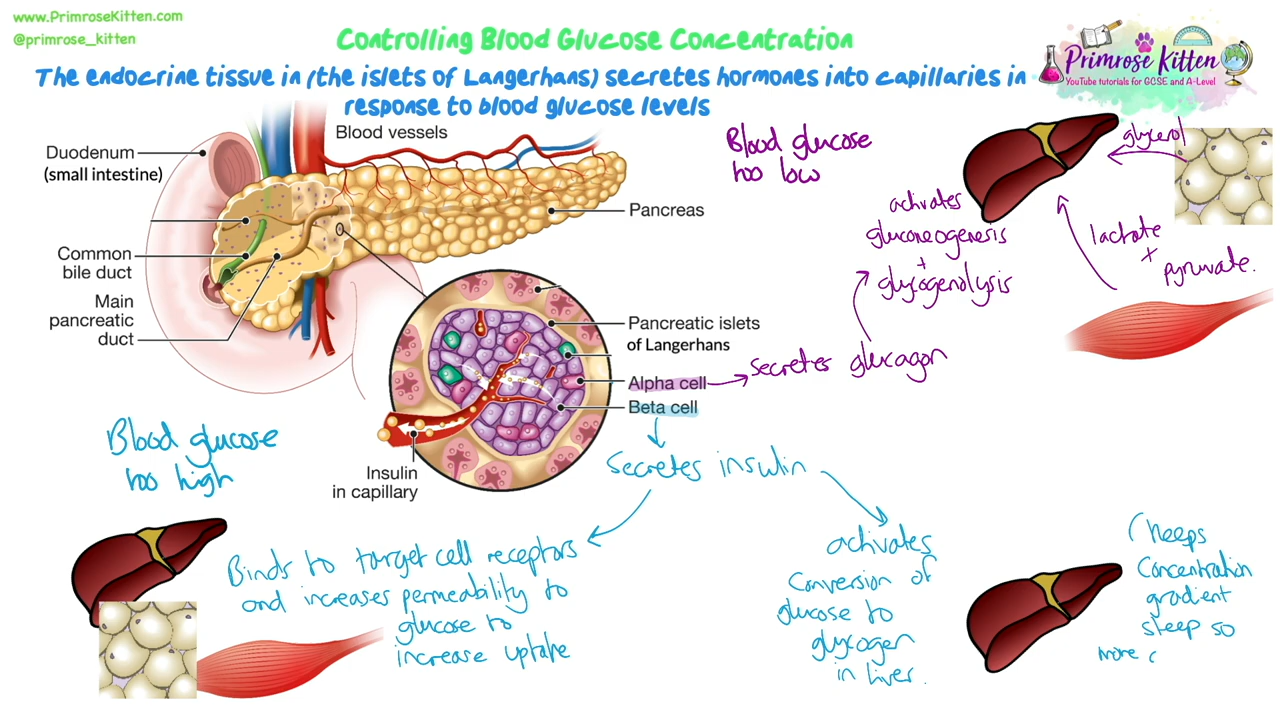 www.PrimroseKitten.com
@primrose_kitten
Controlling Blood Glucose Concentration
The endocrine tissue in (the islets of Langerhans) secretes hormones into capillaries in
response to blood glucose levels
Primrose Kitten
YouTube tutorials for GCSE and A-Level
Blood vessels
Duodenum
(small intestine)
Pancreas
Common
bile duct
Main
pancreatic
duct
Pancreatic islets
of Langerhans
Alpha cell
Beta cell
Insulin
in capillary
Blood glucose
too low
secretes glucagon
activates
gluconeogenesis
+
glycogenolysis
glycerol
lactate
+
pyruvate.
Blood glucose
too high
Secretes insulin
Binds to target cell receptors
and increases permeability to
glucose to
increase uptake
activates
Conversion of
glucose to
glycogen
in liver.
(keeps
concentration
gradient
steep so
more